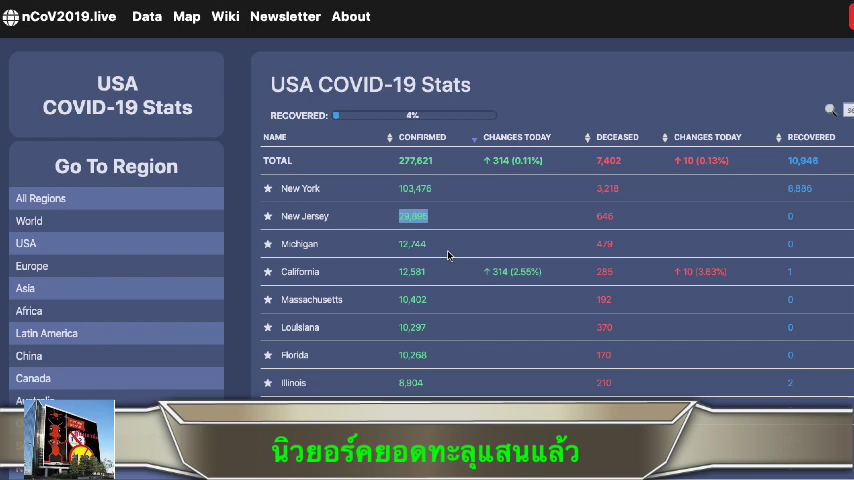 nCoV2019.live Data Map Wiki Newsletter About
USA
COVID-19 Stats
Go To Region
All Regions
World
USA
Europe
Asia
Africa
Latin America
China
Canada
USA COVID-19 Stats
RECOVERED: 4%
NAME CONFIRMED CHANGES TODAY DECEASED CHANGES TODAY RECOVERED
TOTAL 277,621 ↑ 314 (0.11%) 7,402 ↑ 10 (0.13%) 10,946
★ New York 103,476 3,218
★ New Jersey 646 0
★ Michigan 12,744 479 0
★ California 12,581 ↑ 314 (2.55%) 285 ↑ 10 (3.63%) 1
★ Massachusetts 10,402 192 0
★ Louisiana 10,297 370 0
★ Florida 10,268 170 0
★ Illinois 8,904 210 2
นิวยอร์คยอดทะลุแสนแล้ว